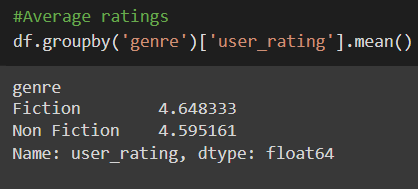 #Average ratings
df.groupby('genre')['user_rating'].mean()
genre
Fiction        4.648333
Non Fiction    4.595161
Name: user_rating, dtype: float64